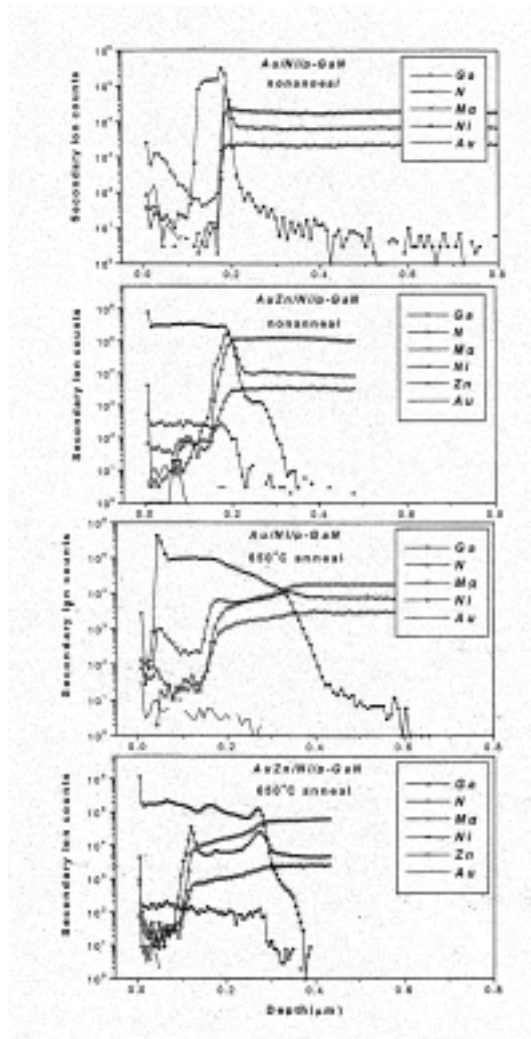 Au/Ni/p-GaN
nonanneal
Secondary Ion counts
Ga
N
Mg
Ni
Au
0.0 0.2 0.4 0.6 0.8
AuZn/Ni/p-GaN
nonanneal
Secondary Ion counts
Ga
N
Mg
Ni
Zn
Au
0.0 0.2 0.4 0.6 0.8
Au/Ni/p-GaN
650°C anneal
Secondary Ion counts
Ga
N
Mg
Ni
Au
0.0 0.2 0.4 0.6 0.8
AuZn/Ni/p-GaN
650°C anneal
Secondary Ion counts
Ga
N
Mg
Ni
Zn
Au
0.0 0.2 0.4 0.6 0.8
Depth(μm)